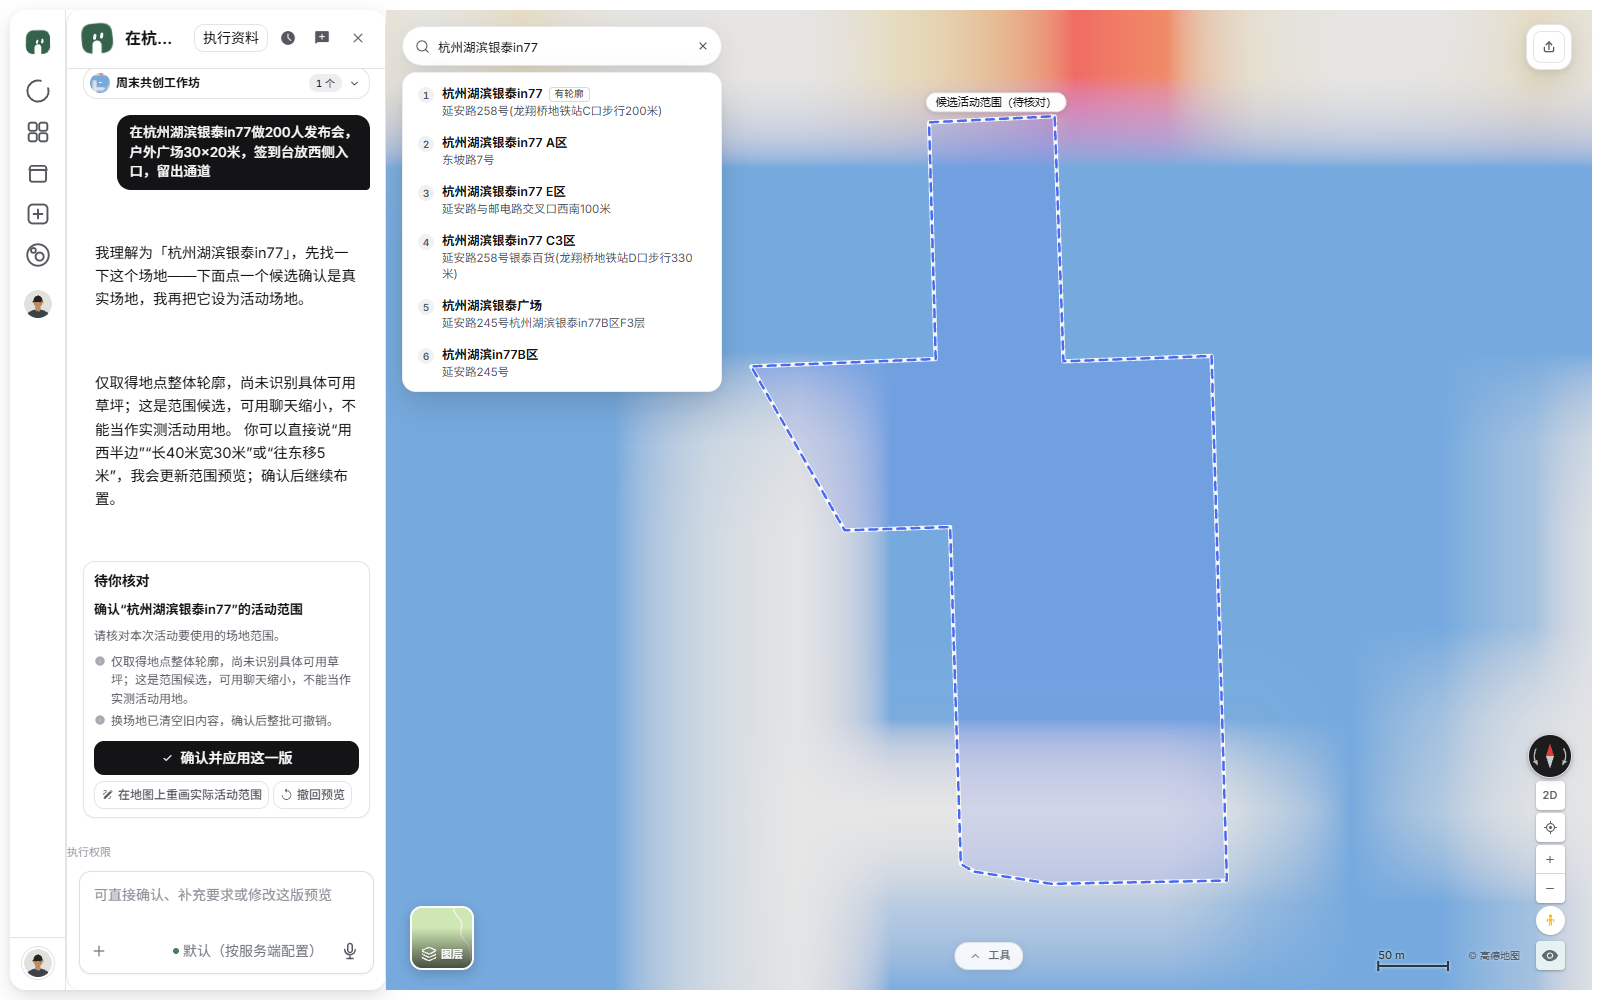 在杭...
执行资料
周末共创工作坊
1 个
在杭州湖滨银泰in77做200人发布会，
户外广场30×20米，签到台放西侧入
口，留出通道
我理解为「杭州湖滨银泰in77」，先找一
下这个场地——下面点一个候选确认是真
实场地，我再把它设为活动场地。
仅取得地点整体轮廓，尚未识别具体可用
草坪；这是范围候选，可用聊天缩小，不
能当作实测活动用地。 你可以直接说“用
西半边”“长40米宽30米”或“往东移5
米”，我会更新范围预览；确认后继续布
置。
待你核对
确认“杭州湖滨银泰in77”的活动范围
请核对本次活动要使用的场地范围。
仅取得地点整体轮廓，尚未识别具体可用草
坪；这是范围候选，可用聊天缩小，不能当作
实测活动用地。
换场地已清空旧内容，确认后整批可撤销。
确认并应用这一版
在地图上重画实际活动范围
撤回预览
执行权限
可直接确认、补充要求或修改这版预览
默认（按服务端配置）
杭州湖滨银泰in77
1 杭州湖滨银泰in77 有轮廓
延安路258号(龙翔桥地铁站C口步行200米)
2 杭州湖滨银泰in77 A区
东坡路7号
3 杭州湖滨银泰in77 E区
延安路与邮电路交叉口西南100米
4 杭州湖滨银泰in77 C3区
延安路258号银泰百货(龙翔桥地铁站D口步行330
米)
5 杭州湖滨银泰广场
延安路245号杭州湖滨银泰in77B区F3层
6 杭州湖滨in77B区
延安路245号
候选活动范围（待核对）
图层
工具
2D
50 m
© 高德地图